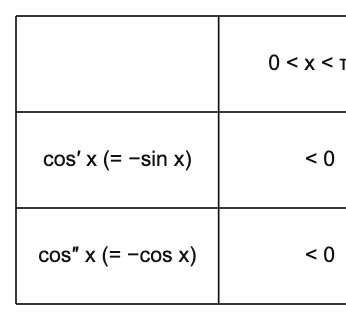 0 < x <
cos′ x (= −sin x)
< 0
cos″ x (= −cos x)
< 0